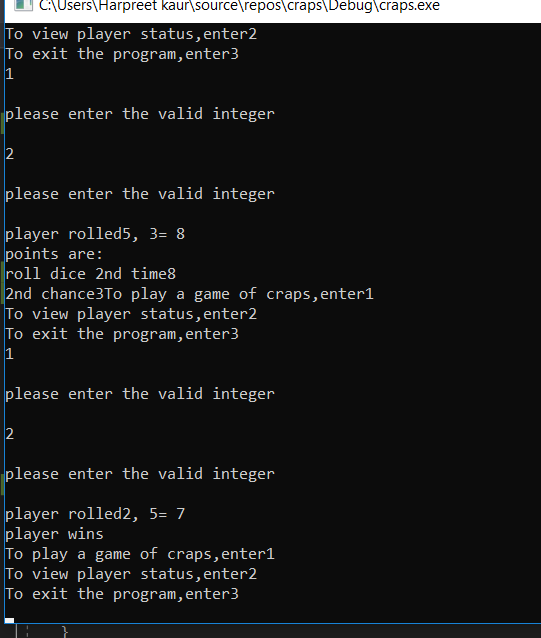 C:\Users\Harpreet kaur\source\repos\craps\Debug\craps.exe
To view player status,enter2
To exit the program,enter3
1
please enter the valid integer
2
please enter the valid integer
player rolled5, 3= 8
points are:
roll dice 2nd time8
2nd chance3To play a game of craps,enter1
To view player status,enter2
To exit the program,enter3
1
please enter the valid integer
2
please enter the valid integer
player rolled2, 5= 7
player wins
To play a game of craps,enter1
To view player status,enter2
To exit the program,enter3
}